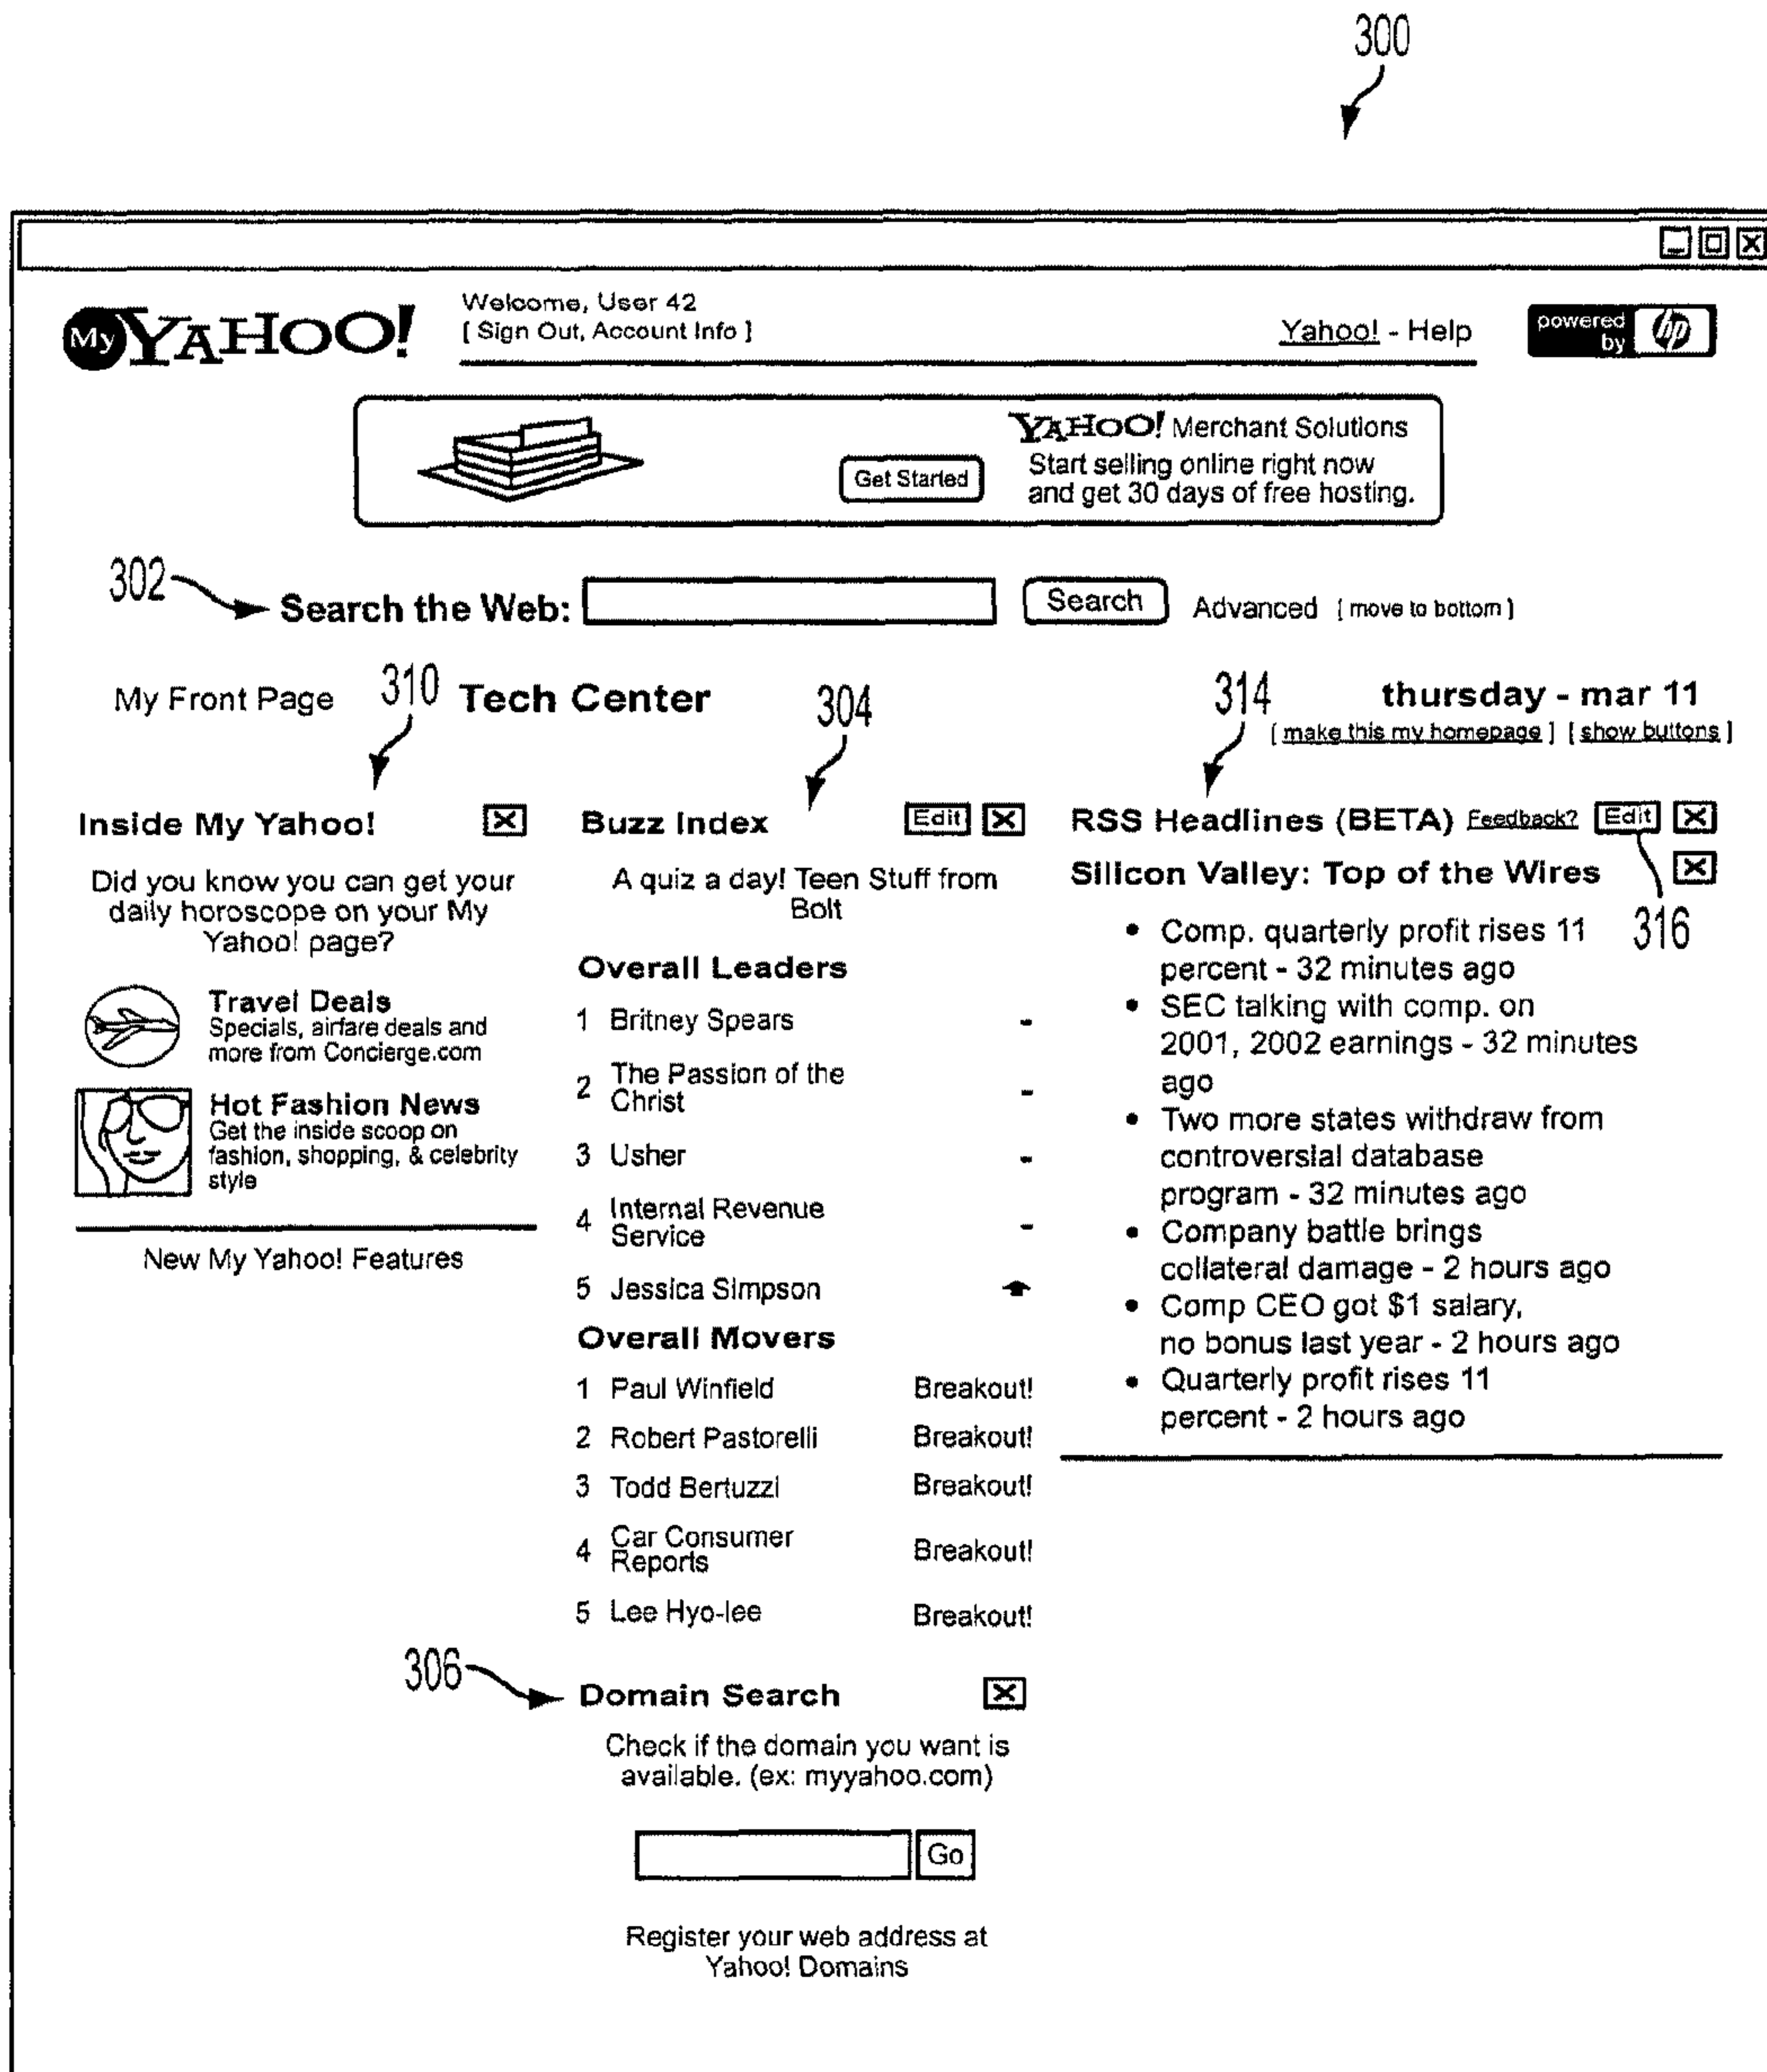 300
My YAHOO!
Welcome, User 42
[ Sign Out, Account Info ]
Yahoo! - Help
powered by hp
YAHOO! Merchant Solutions
Get Started
Start selling online right now
and get 30 days of free hosting.
302
Search the Web:
Search
Advanced [ move to bottom ]
My Front Page
310
Tech Center
304
314
thursday - mar 11
[ make this my homepage ] [ show buttons ]
Inside My Yahoo!
Did you know you can get your
daily horoscope on your My
Yahoo! page?
Travel Deals
Specials, airfare deals and
more from Concierge.com
Hot Fashion News
Get the inside scoop on
fashion, shopping, & celebrity
style
New My Yahoo! Features
Buzz Index
Edit
A quiz a day! Teen Stuff from
Bolt
Overall Leaders
1 Britney Spears -
2 The Passion of the
Christ -
3 Usher -
4 Internal Revenue
Service -
5 Jessica Simpson
Overall Movers
1 Paul Winfield Breakout!
2 Robert Pastorelli Breakout!
3 Todd Bertuzzi Breakout!
4 Car Consumer
Reports Breakout!
5 Lee Hyo-lee Breakout!
306
Domain Search
Check if the domain you want is
available. (ex: myyahoo.com)
Go
Register your web address at
Yahoo! Domains
RSS Headlines (BETA) Feedback? Edit
Silicon Valley: Top of the Wires
316
• Comp. quarterly profit rises 11
percent - 32 minutes ago
• SEC talking with comp. on
2001, 2002 earnings - 32 minutes
ago
• Two more states withdraw from
controversial database
program - 32 minutes ago
• Company battle brings
collateral damage - 2 hours ago
• Comp CEO got $1 salary,
no bonus last year - 2 hours ago
• Quarterly profit rises 11
percent - 2 hours ago